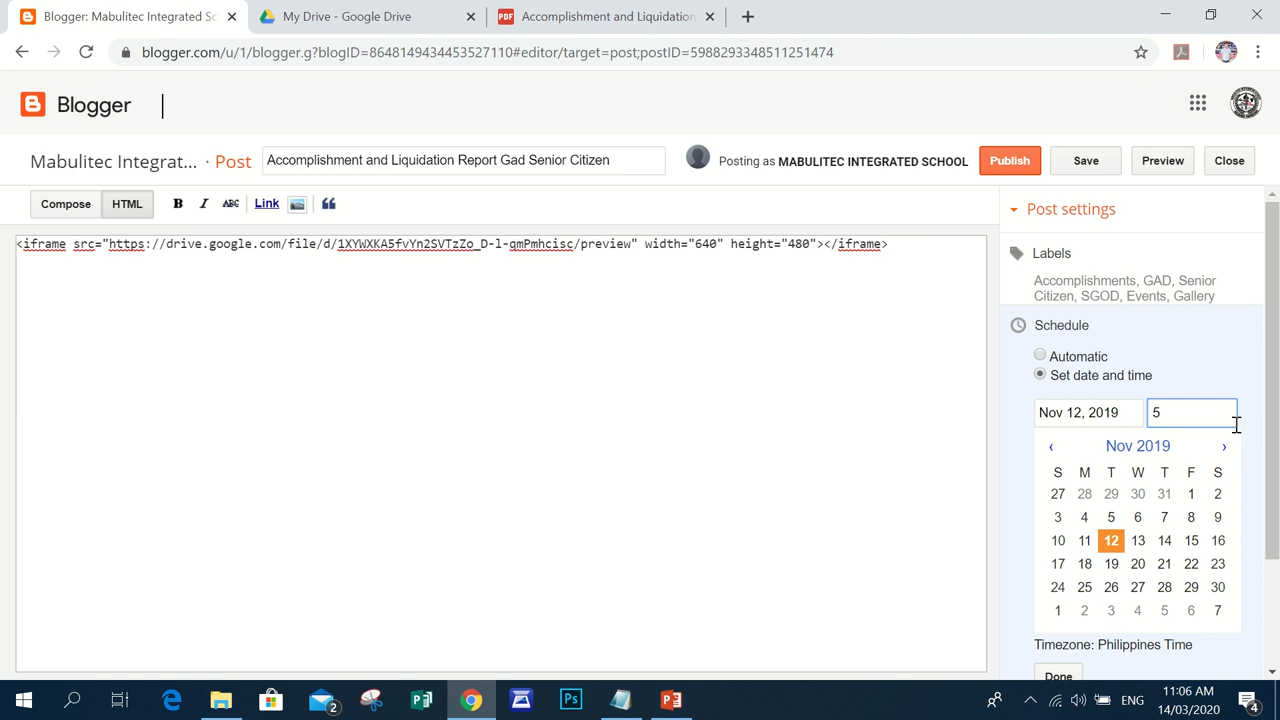 Blogger: Mabulitec Integrated Sc
My Drive - Google Drive
PDF
Accomplishment and Liquidation
blogger.com/u/1/blogger.g?blogID=8648149434453527110#editor/target=post;postID=5988293348511251474
Blogger
Mabulitec Integrat... · Post
Accomplishment and Liquidation Report Gad Senior Citizen
Posting as MABULITEC INTEGRATED SCHOOL
Publish
Save
Preview
Close
Compose
HTML
B I ABC Link
<iframe src="https://drive.google.com/file/d/1XYWXKA5fvYn2SVTzZo_D-l-qmPmhcisc/preview" width="640" height="480"></iframe>
Post settings
Labels
Accomplishments, GAD, Senior
Citizen, SGOD, Events, Gallery
Schedule
Automatic
Set date and time
Nov 12, 2019
5
‹ Nov 2019 ›
S M T W T F S
27 28 29 30 31 1 2
3 4 5 6 7 8 9
10 11 12 13 14 15 16
17 18 19 20 21 22 23
24 25 26 27 28 29 30
1 2 3 4 5 6 7
Timezone: Philippines Time
Done
2
Ps
ENG
11:06 AM
14/03/2020
4